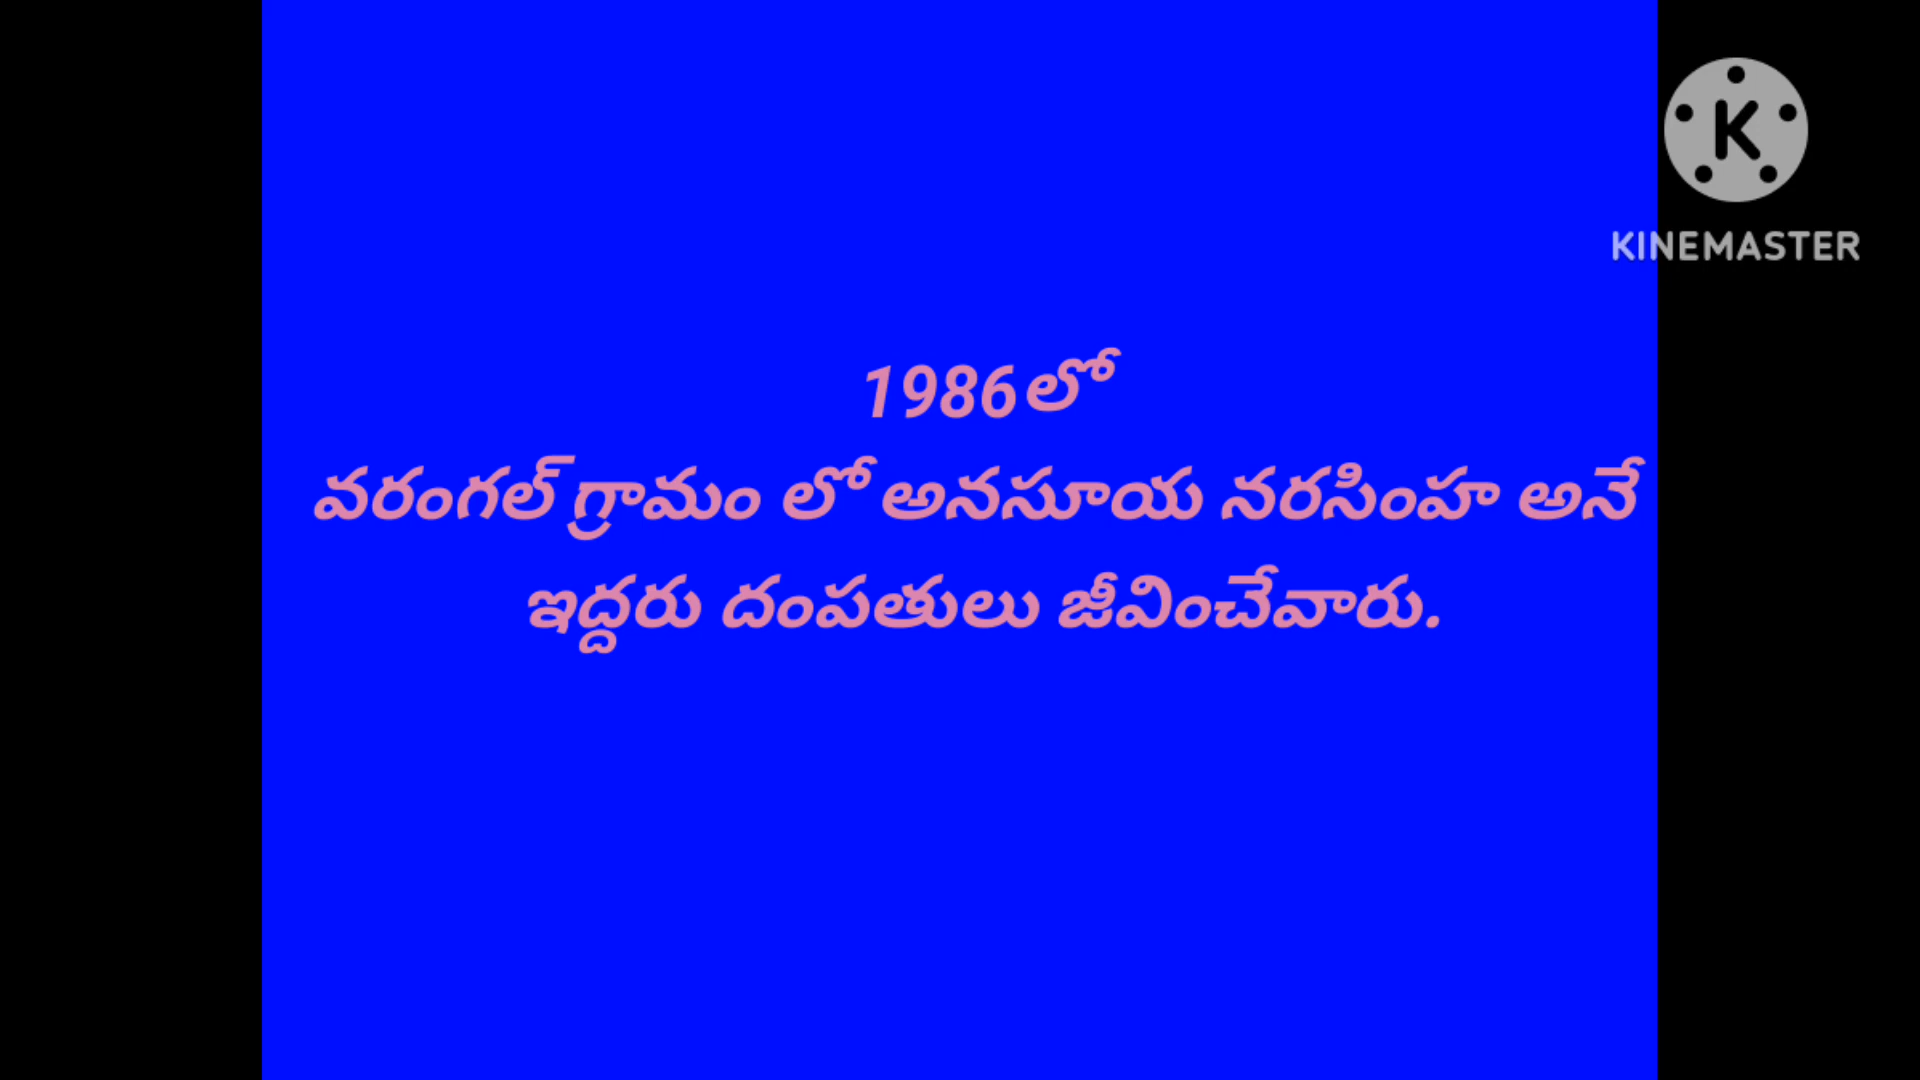 KINEMASTER
1986లో
వరంగల్ గ్రామం లో అనసూయ నరసింహ అనే
ఇద్దరు దంపతులు జీవించేవారు.